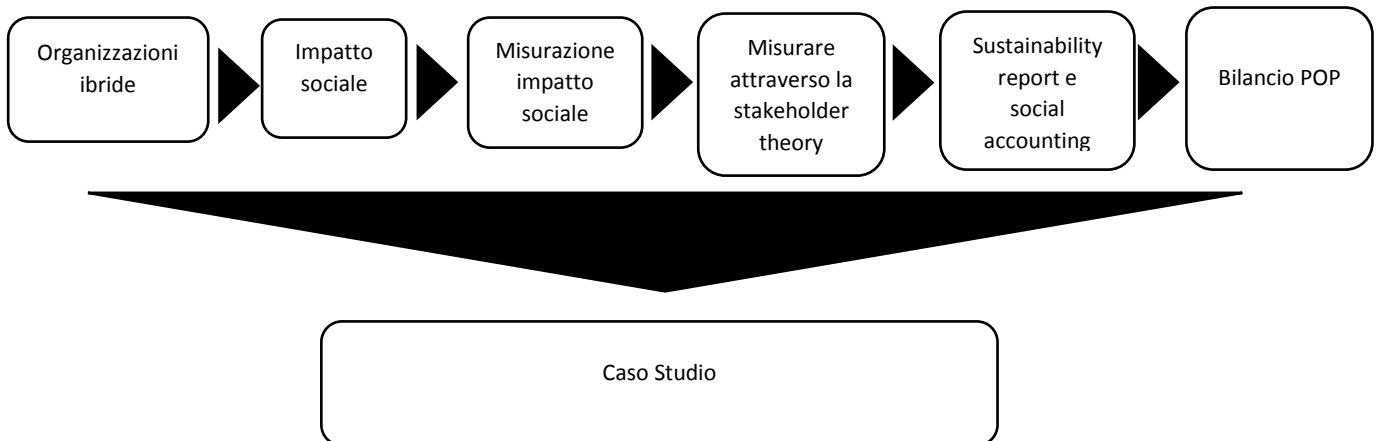 Organizzazioni
ibride
Impatto
sociale
Misurazione
impatto
sociale
Misurare
attraverso la
stakeholder
theory
Sustainability
report e
social
accounting
Bilancio POP
Caso Studio